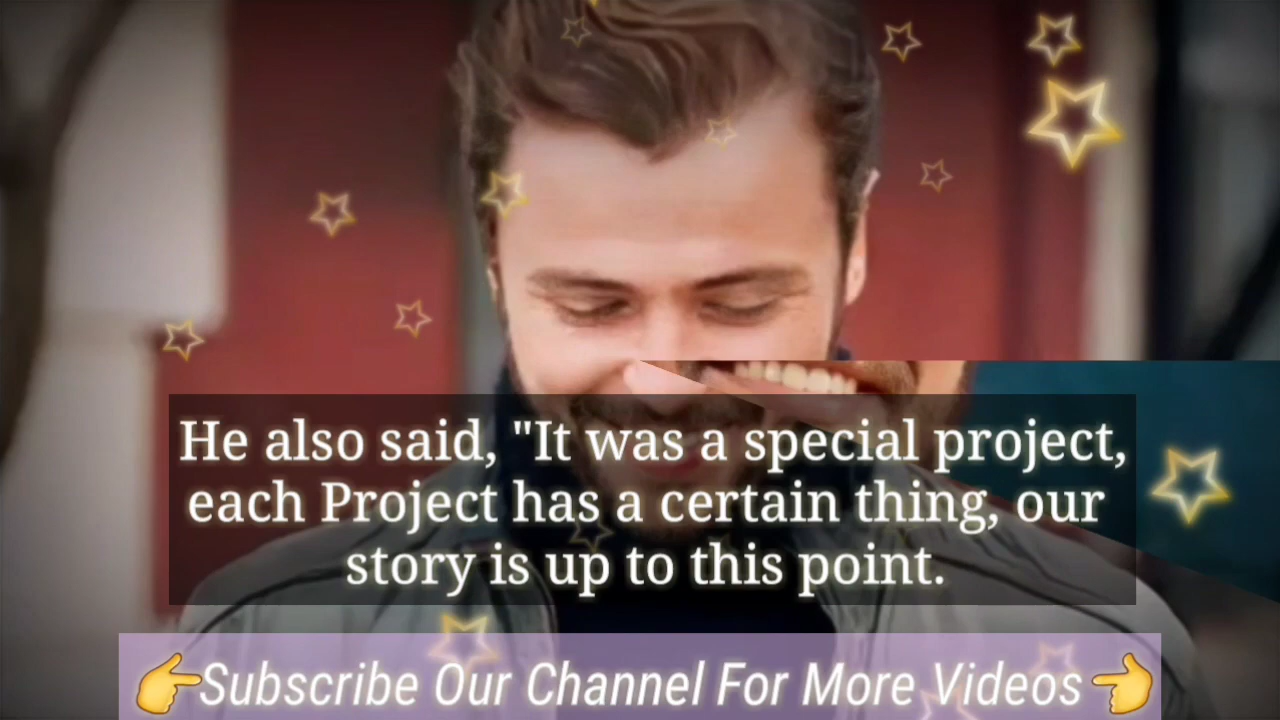 He also said, "It was a special project,
each Project has a certain thing, our
story is up to this point.
👉Subscribe Our Channel For More Videos👈